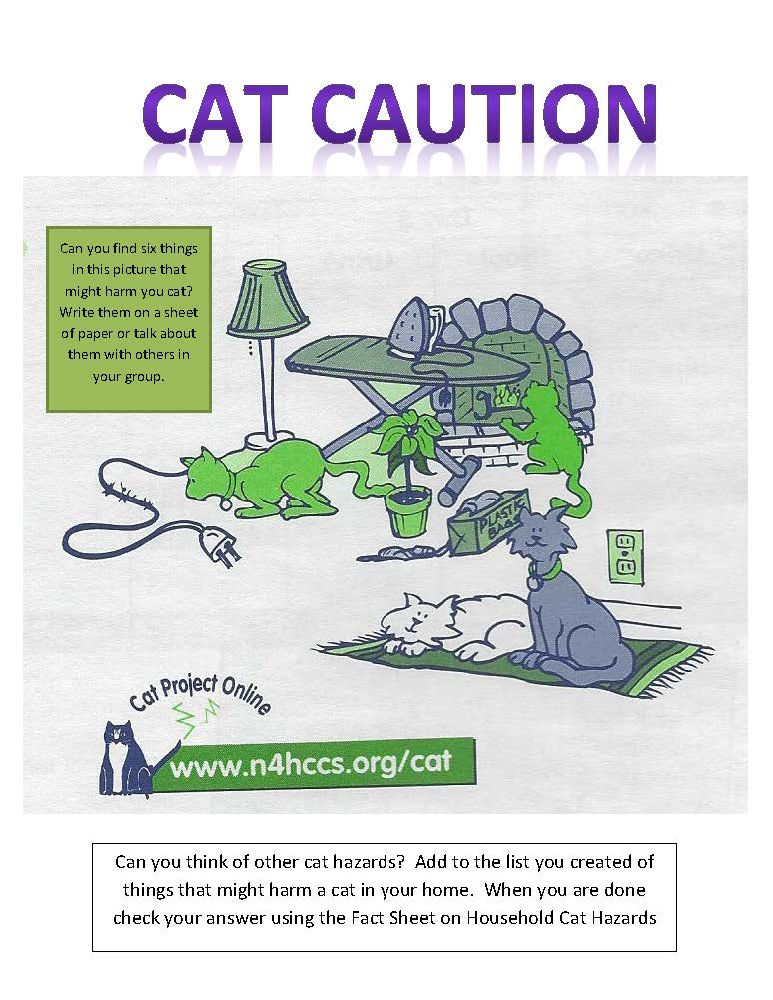 CAT CAUTION
Can you find six things
in this picture that
might harm you cat?
Write them on a sheet
of paper or talk about
them with others in
your group.
PLASTIC
BAGS
Cat Project Online
www.n4hccs.org/cat
Can you think of other cat hazards?  Add to the list you created of
things that might harm a cat in your home.  When you are done
check your answer using the Fact Sheet on Household Cat Hazards